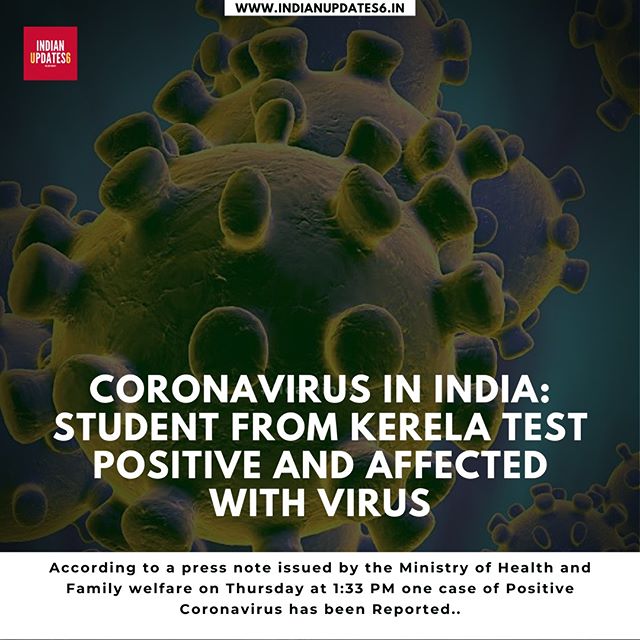 WWW.INDIANUPDATES6.IN
INDIAN
UPDATES6
CORONAVIRUS IN INDIA:
STUDENT FROM KERELA TEST
POSITIVE AND AFFECTED
WITH VIRUS
According to a press note issued by the Ministry of Health and
Family welfare on Thursday at 1:33 PM one case of Positive
Coronavirus has been Reported..